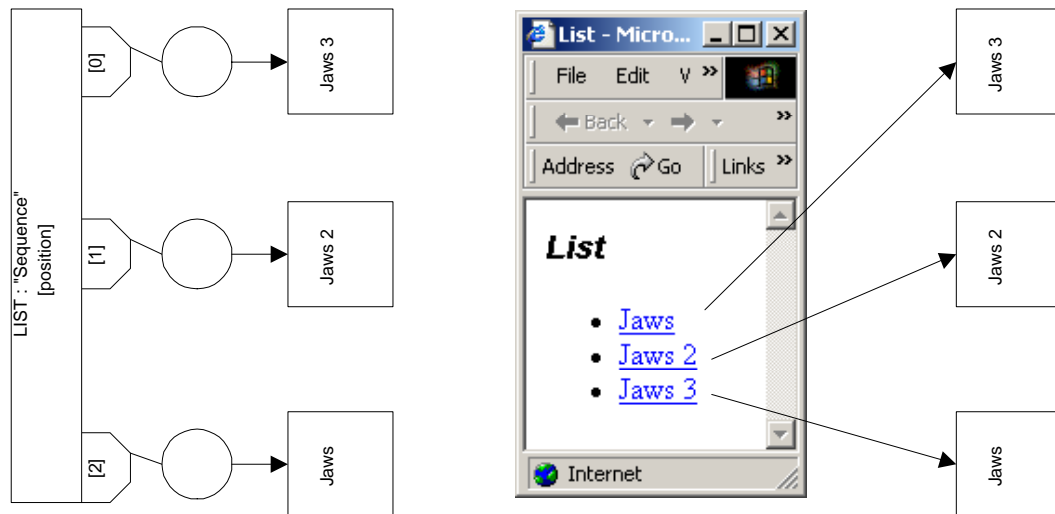 LIST : "Sequence"
[position]
[0]
Jaws 3
[1]
Jaws 2
[2]
Jaws
List - Micro...
File Edit V »
Back »
Address Go Links »
List
• Jaws
• Jaws 2
• Jaws 3
Internet
Jaws 3
Jaws 2
Jaws